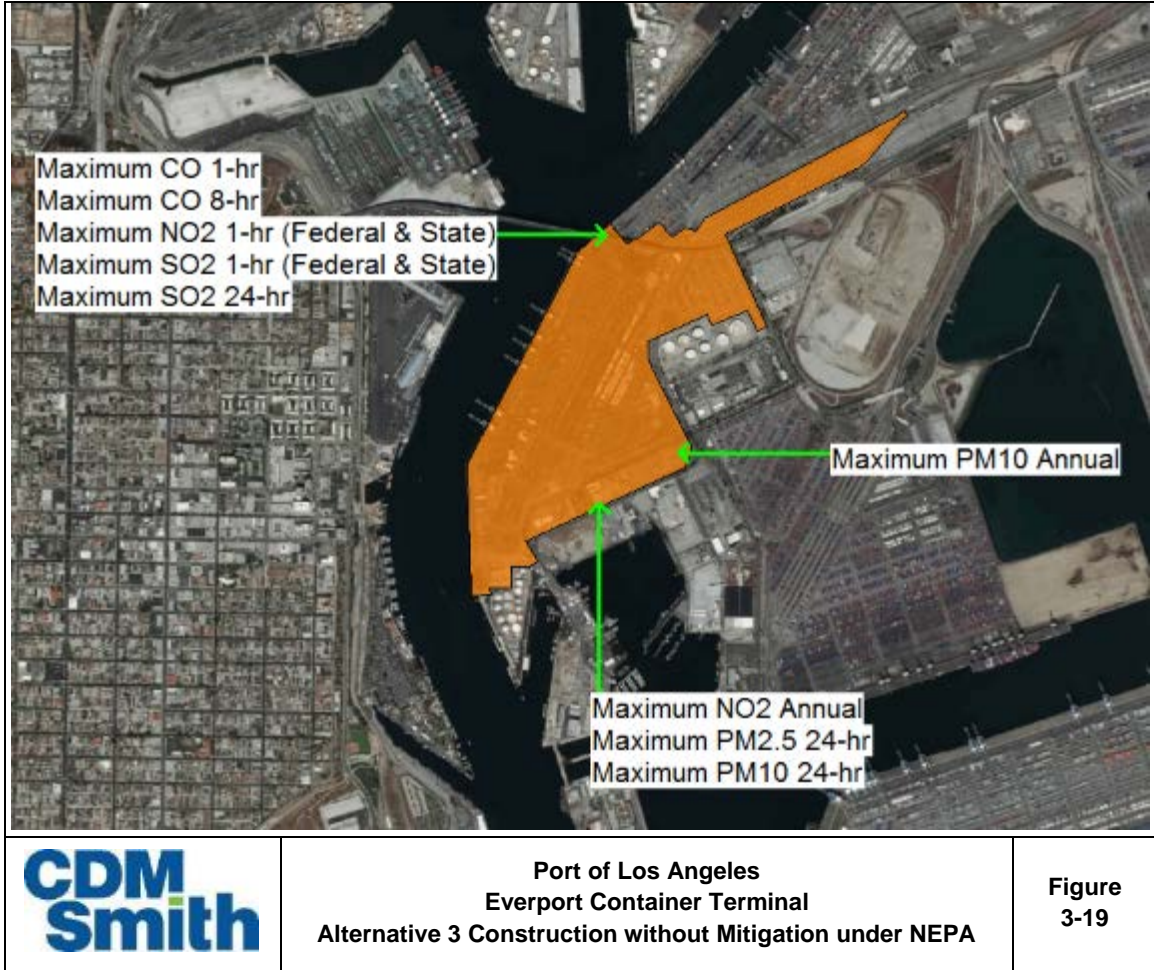 Maximum CO 1-hr
Maximum CO 8-hr
Maximum NO2 1-hr (Federal & State)
Maximum SO2 1-hr (Federal & State)
Maximum SO2 24-hr
Maximum PM10 Annual
Maximum NO2 Annual
Maximum PM2.5 24-hr
Maximum PM10 24-hr
CDM
Smith
Port of Los Angeles
Everport Container Terminal
Alternative 3 Construction without Mitigation under NEPA
Figure
3-19